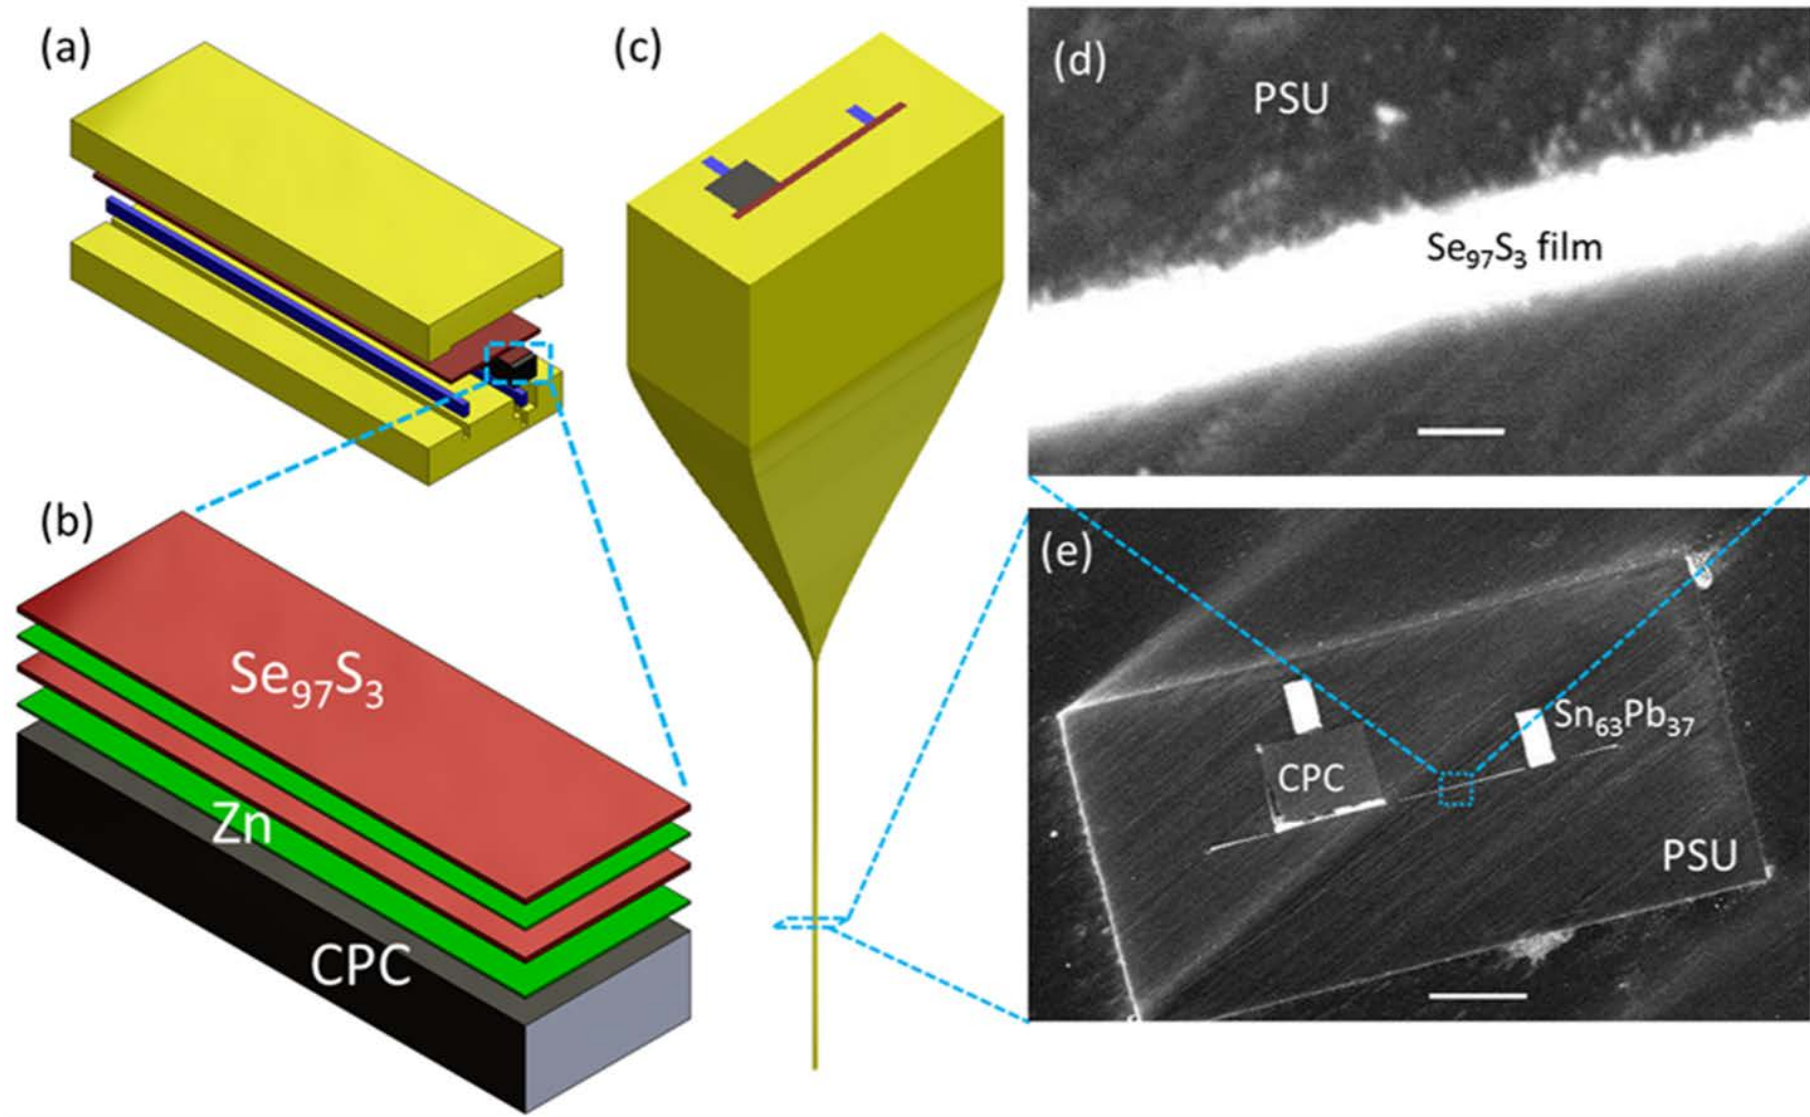 (a)
(b)
Se₉₇S₃
Zn
CPC
(c)
(d)
PSU
Se₉₇S₃ film
(e)
Sn₆₃Pb₃₇
CPC
PSU